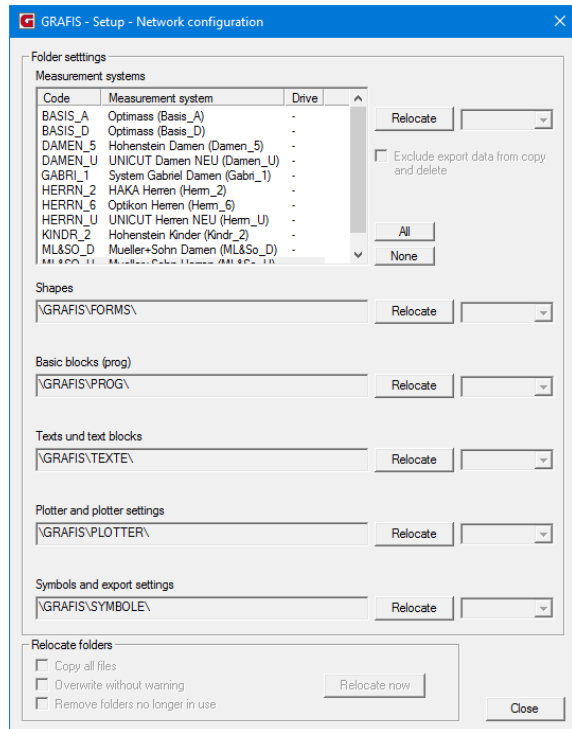 GRAFIS - Setup - Network configuration
Folder setttings
Measurement systems
Code Measurement system Drive
BASIS_A Optimass (Basis_A) -
BASIS_D Optimass (Basis_D) -
DAMEN_5 Hohenstein Damen (Damen_5) -
DAMEN_U UNICUT Damen NEU (Damen_U) -
GABRI_1 System Gabriel Damen (Gabri_1) -
HERRN_2 HAKA Herren (Herrn_2) -
HERRN_6 Optikon Herren (Herrn_6) -
HERRN_U UNICUT Herren NEU (Herrn_U) -
KINDR_2 Hohenstein Kinder (Kindr_2) -
ML&SO_D Mueller+Sohn Damen (ML&So_D) -
Relocate
Exclude export data from copy
and delete
All
None
Shapes
\GRAFIS\FORMS\ Relocate
Basic blocks (prog)
\GRAFIS\PROG\ Relocate
Texts und text blocks
\GRAFIS\TEXTE\ Relocate
Plotter and plotter settings
\GRAFIS\PLOTTER\ Relocate
Symbols and export settings
\GRAFIS\SYMBOLE\ Relocate
Relocate folders
Copy all files
Overwrite without warning
Remove folders no longer in use
Relocate now
Close